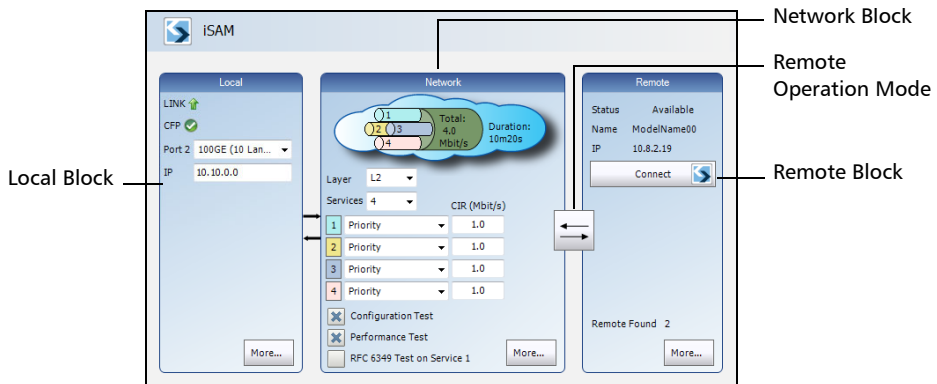 iSAM
Network Block
Remote
Operation Mode
Local Block
Remote Block
Local
LINK
CFP
Port 2 100GE (10 Lan...
IP 10.10.0.0
More...
Network
1
2 3
4
Total:
4.0
Mbit/s
Duration:
10m20s
Layer L2
Services 4
CIR (Mbit/s)
1 Priority 1.0
2 Priority 1.0
3 Priority 1.0
4 Priority 1.0
Configuration Test
Performance Test
RFC 6349 Test on Service 1
More...
Remote
Status Available
Name ModelName00
IP 10.8.2.19
Connect
Remote Found 2
More...